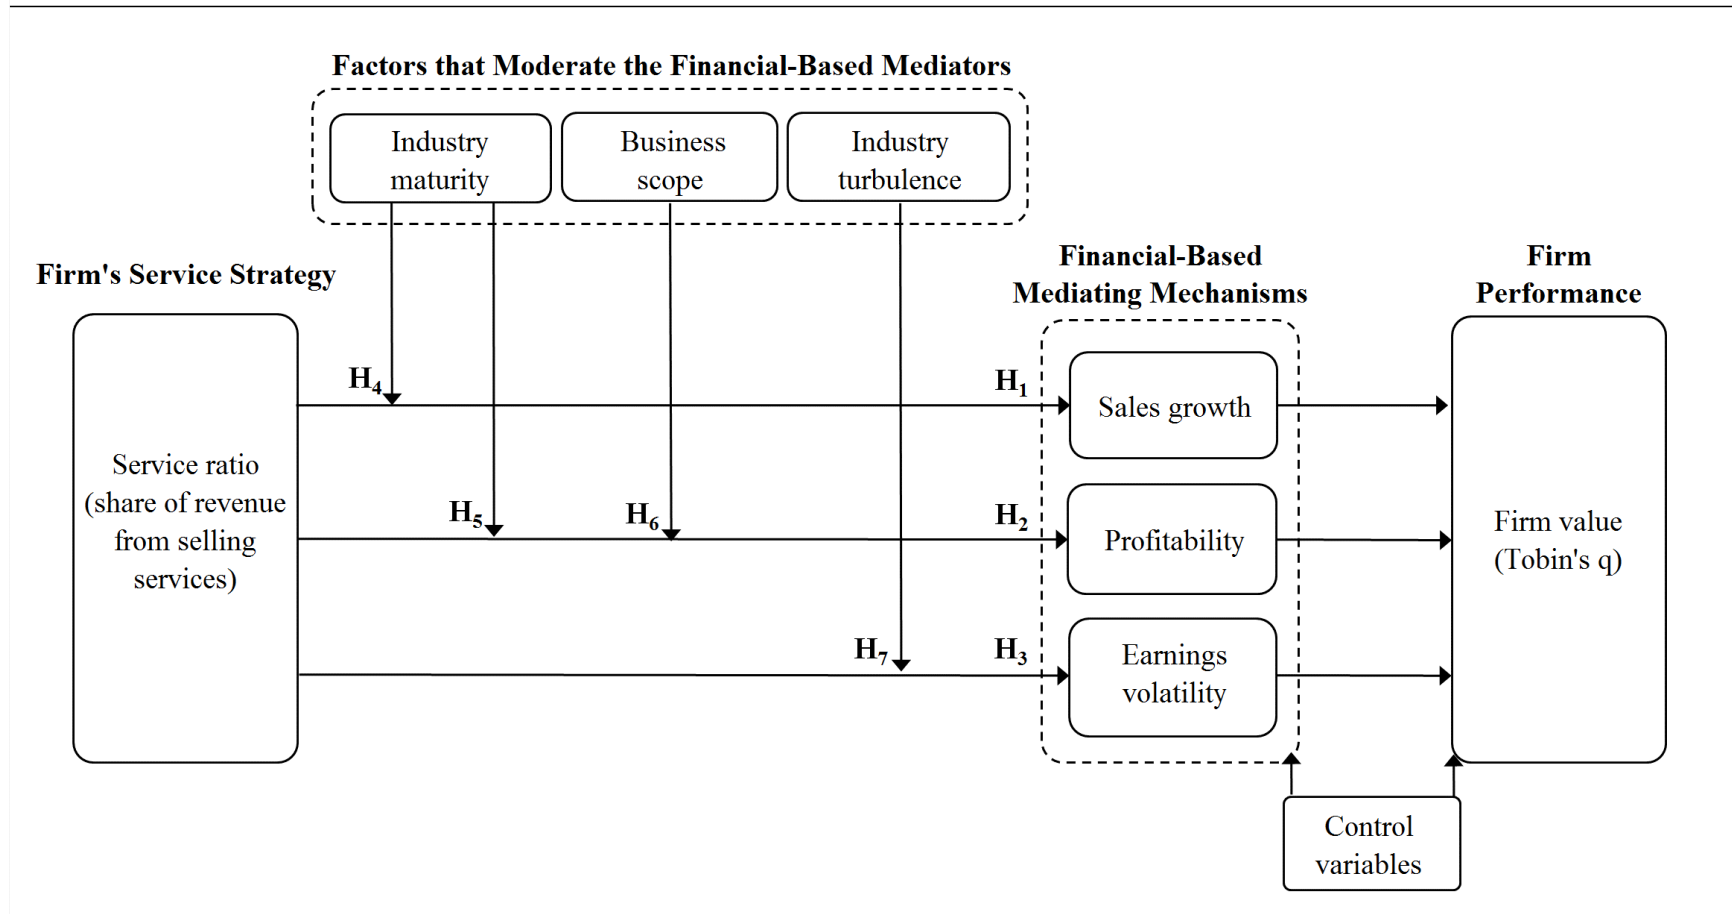 Factors that Moderate the Financial-Based Mediators
Industry
maturity
Business
scope
Industry
turbulence
Firm's Service Strategy
Financial-Based
Mediating Mechanisms
Firm
Performance
H4
H1
Sales growth
Service ratio
(share of revenue
from selling
services)
H5
H6
H2
Profitability
Firm value
(Tobin's q)
H7
H3
Earnings
volatility
Control
variables